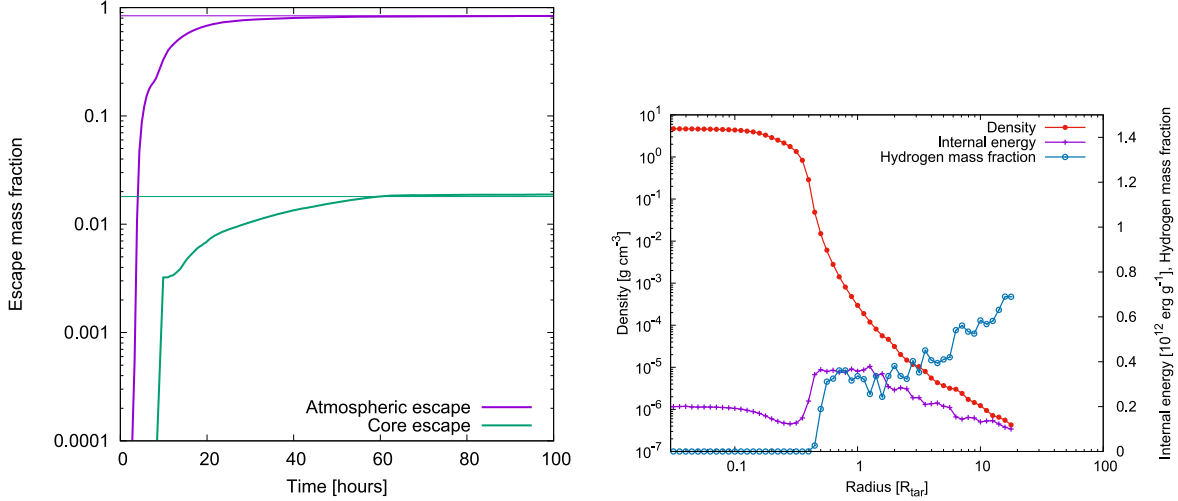 1
0.1
0.01
0.001
0.0001
Escape mass fraction
Atmospheric escape
Core escape
0 20 40 60 80 100
Time [hours]
10^1
10^0
10^-1
10^-2
10^-3
10^-4
10^-5
10^-6
10^-7
Density [g cm^-3]
Density
Internal energy
Hydrogen mass fraction
1.4
1.2
1
0.8
0.6
0.4
0.2
0
Internal energy [10^12 erg g^-1], Hydrogen mass fraction
0.1 1 10 100
Radius [R_tar]